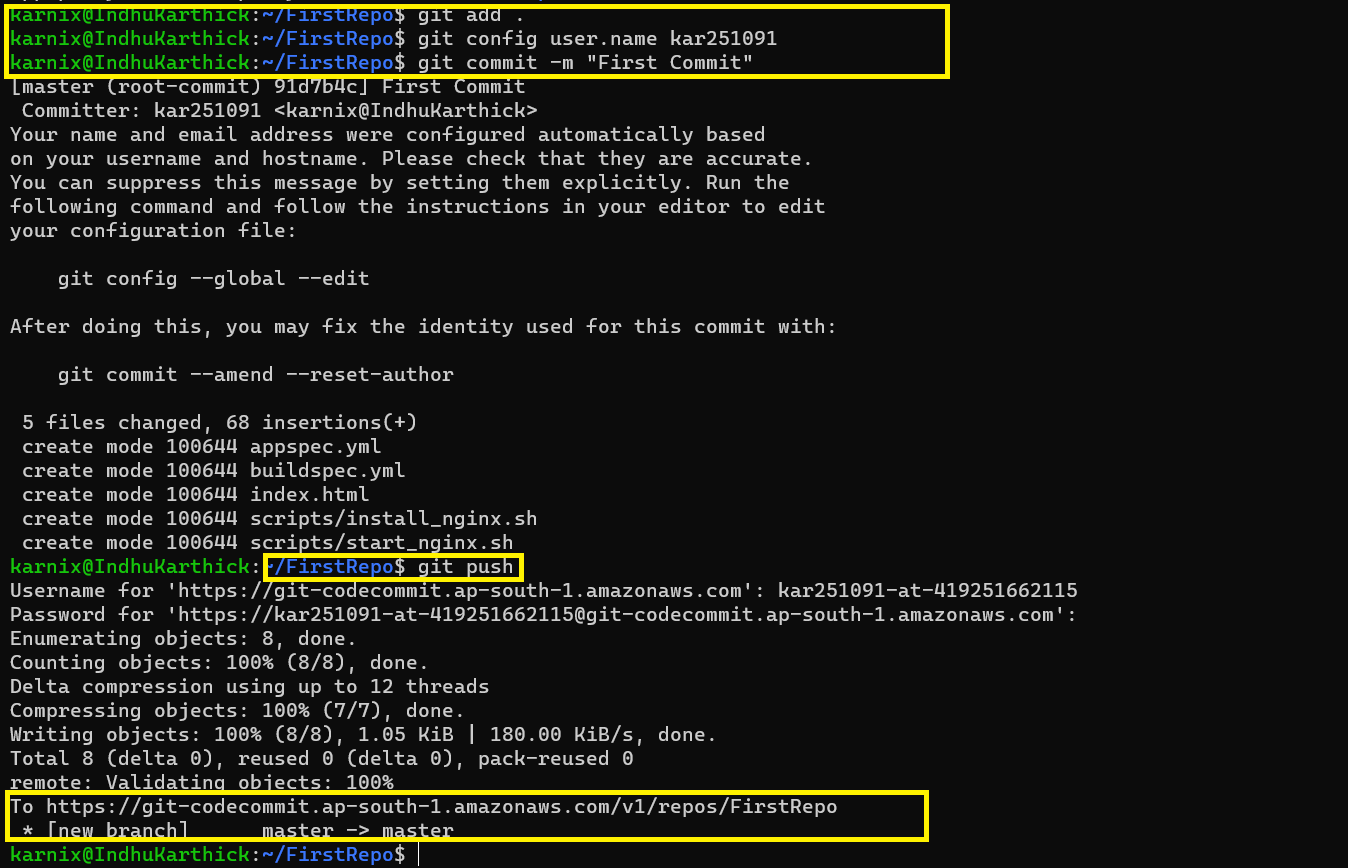 karnix@IndhuKarthick:~/FirstRepo$ git add .
karnix@IndhuKarthick:~/FirstRepo$ git config user.name kar251091
karnix@IndhuKarthick:~/FirstRepo$ git commit -m "First Commit"
[master (root-commit) 91d7b4c] First Commit
 Committer: kar251091 <karnix@IndhuKarthick>
Your name and email address were configured automatically based
on your username and hostname. Please check that they are accurate.
You can suppress this message by setting them explicitly. Run the
following command and follow the instructions in your editor to edit
your configuration file:
    git config --global --edit
After doing this, you may fix the identity used for this commit with:
    git commit --amend --reset-author
 5 files changed, 68 insertions(+)
 create mode 100644 appspec.yml
 create mode 100644 buildspec.yml
 create mode 100644 index.html
 create mode 100644 scripts/install_nginx.sh
 create mode 100644 scripts/start_nginx.sh
karnix@IndhuKarthick:~/FirstRepo$ git push
Username for 'https://git-codecommit.ap-south-1.amazonaws.com': kar251091-at-419251662115
Password for 'https://kar251091-at-419251662115@git-codecommit.ap-south-1.amazonaws.com':
Enumerating objects: 8, done.
Counting objects: 100% (8/8), done.
Delta compression using up to 12 threads
Compressing objects: 100% (7/7), done.
Writing objects: 100% (8/8), 1.05 KiB | 180.00 KiB/s, done.
Total 8 (delta 0), reused 0 (delta 0), pack-reused 0
remote: Validating objects: 100%
To https://git-codecommit.ap-south-1.amazonaws.com/v1/repos/FirstRepo
 * [new branch]      master -> master
karnix@IndhuKarthick:~/FirstRepo$